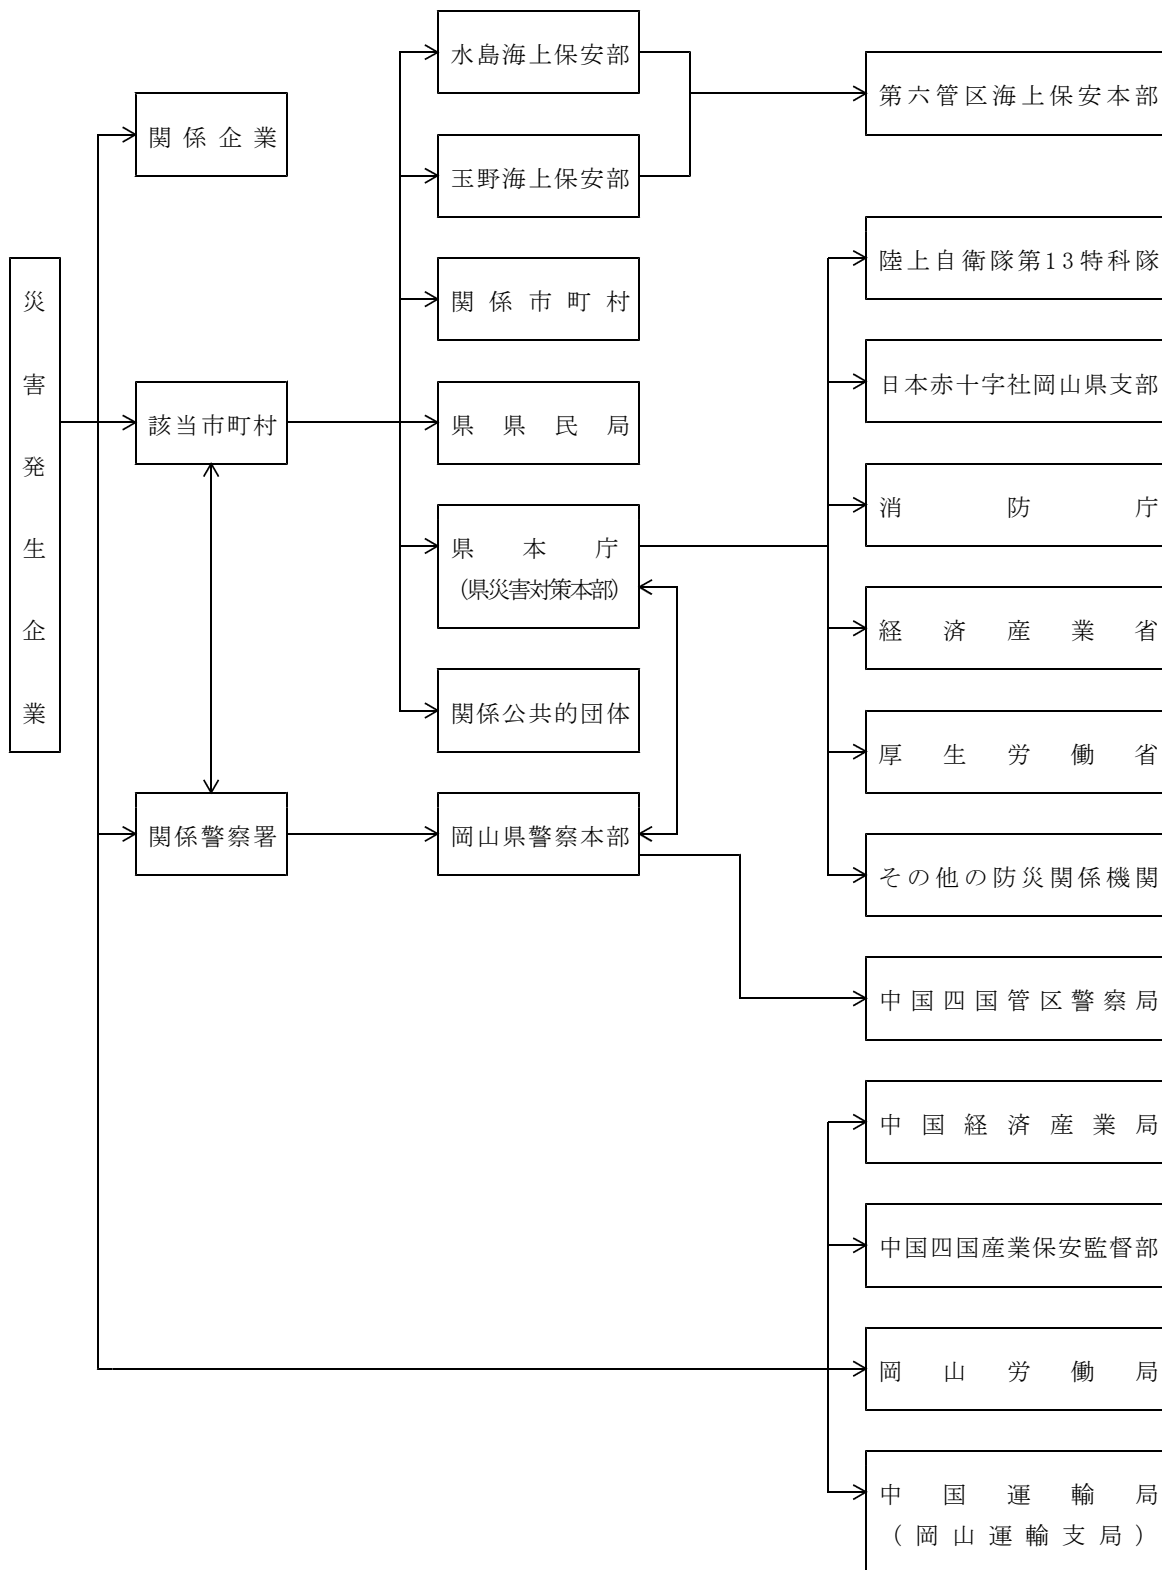 災害発生企業
関係企業
該当市町村
関係警察署
水島海上保安部
玉野海上保安部
関係市町村
県県民局
県本庁
(県災害対策本部)
関係公共的団体
岡山県警察本部
第六管区海上保安本部
陸上自衛隊第13特科隊
日本赤十字社岡山県支部
消防庁
経済産業省
厚生労働省
その他の防災関係機関
中国四国管区警察局
中国経済産業局
中国四国産業保安監督部
岡山労働局
中国運輸局
(岡山運輸支局)